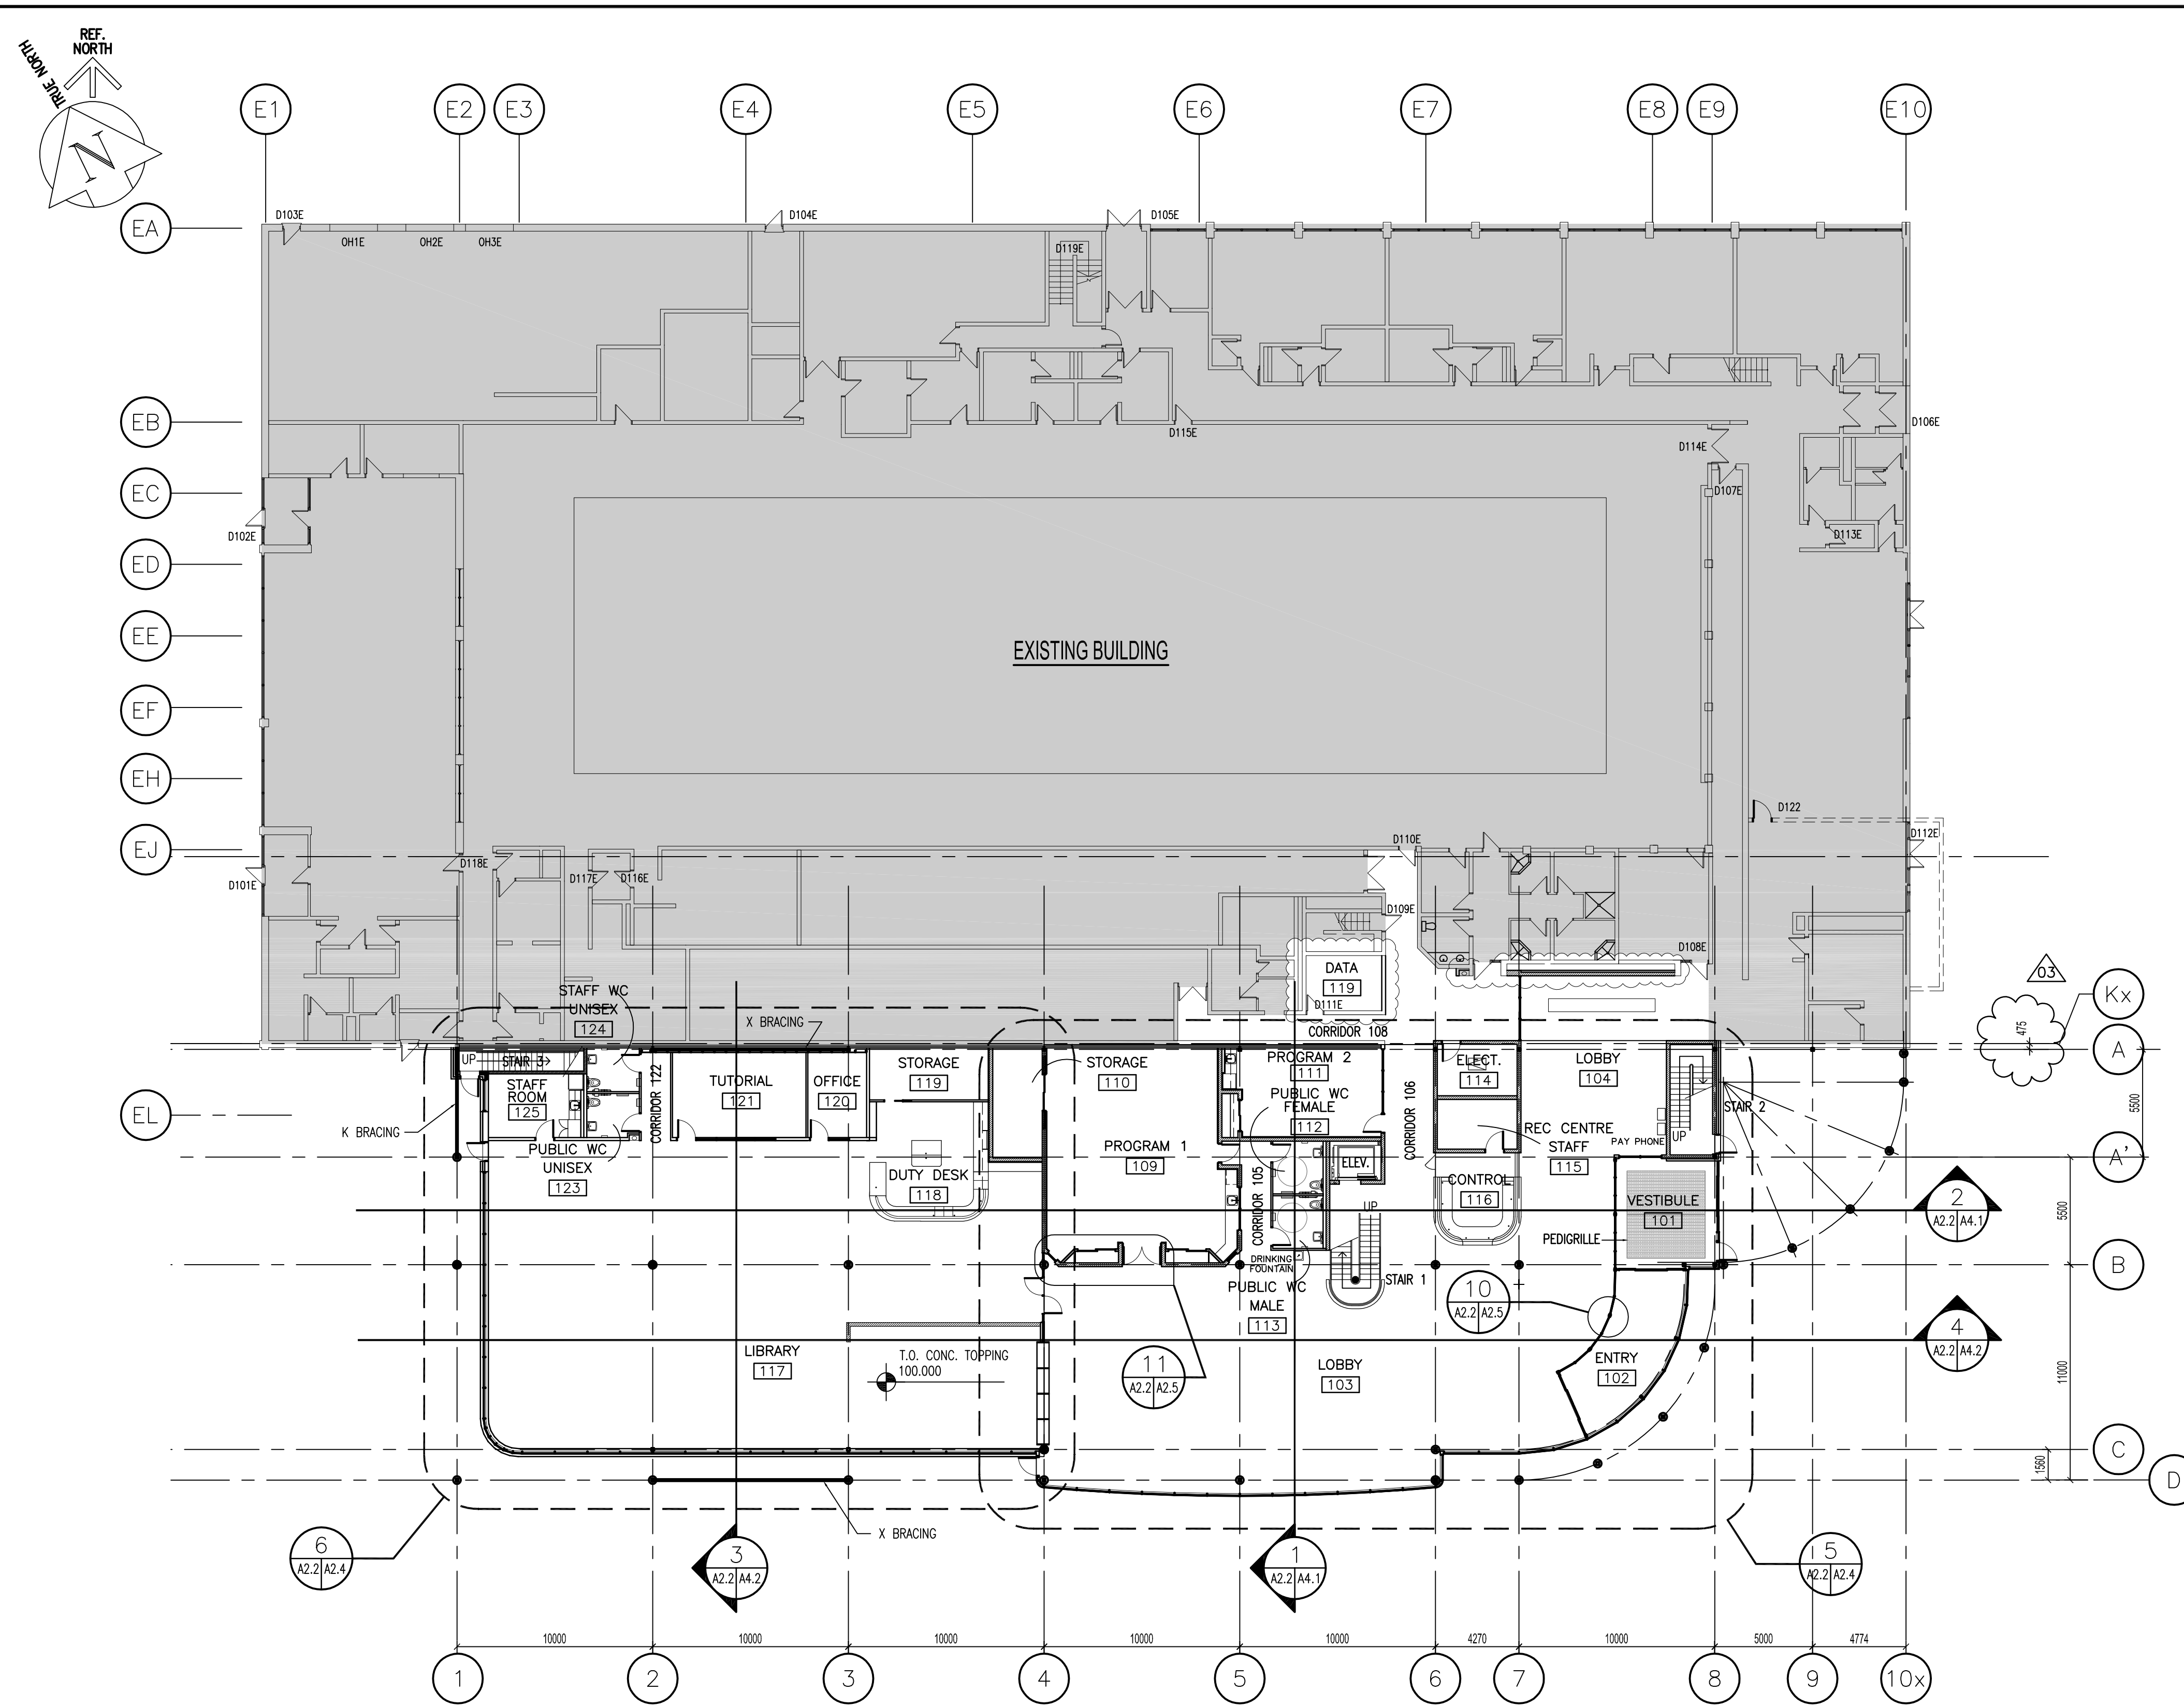 REF.
NORTH
TRUE NORTH
N
E1 E2 E3 E4 E5 E6 E7 E8 E9 E10
EA
D103E
D104E
D105E
OH1E
OH2E
OH3E
D119E
EB
D115E
D106E
D114E
EC
D107E
D102E
D113E
ED
EE
EXISTING BUILDING
EF
EH
D122
EJ
D110E
D112E
D118E
D117E
D116E
D101E
D109E
D108E
DATA
119
D111E
03
Kx
475
STAFF WC
UNISEX
124
X BRACING
CORRIDOR 108
A
UP
STAIR 3
STORAGE
119
STORAGE
110
PROGRAM 2
111
ELECT.
114
LOBBY
104
STAFF
ROOM
125
CORRIDOR 122
TUTORIAL
121
OFFICE
120
PUBLIC WC
FEMALE
112
CORRIDOR 106
STAIR 2
5500
EL
K BRACING
PUBLIC WC
UNISEX
123
PROGRAM 1
109
REC CENTRE
STAFF
115
PAY PHONE
UP
A'
DUTY DESK
118
CORRIDOR 105
ELEV.
CONTROL
116
VESTIBULE
101
2
A2.2 A4.1
UP
5500
PEDIGRILLE
DRINKING
FOUNTAIN
B
STAIR 1
PUBLIC WC
MALE
113
10
A2.2 A2.5
4
A2.2 A4.2
LIBRARY
117
T.O. CONC. TOPPING
100.000
11
A2.2 A2.5
LOBBY
103
ENTRY
102
11000
C
1560
D
X BRACING
6
A2.2 A2.4
3
A2.2 A4.2
1
A2.2 A4.1
5
A2.2 A2.4
10000 10000 10000 10000 10000 4270 10000 5000 4774
1 2 3 4 5 6 7 8 9 10x